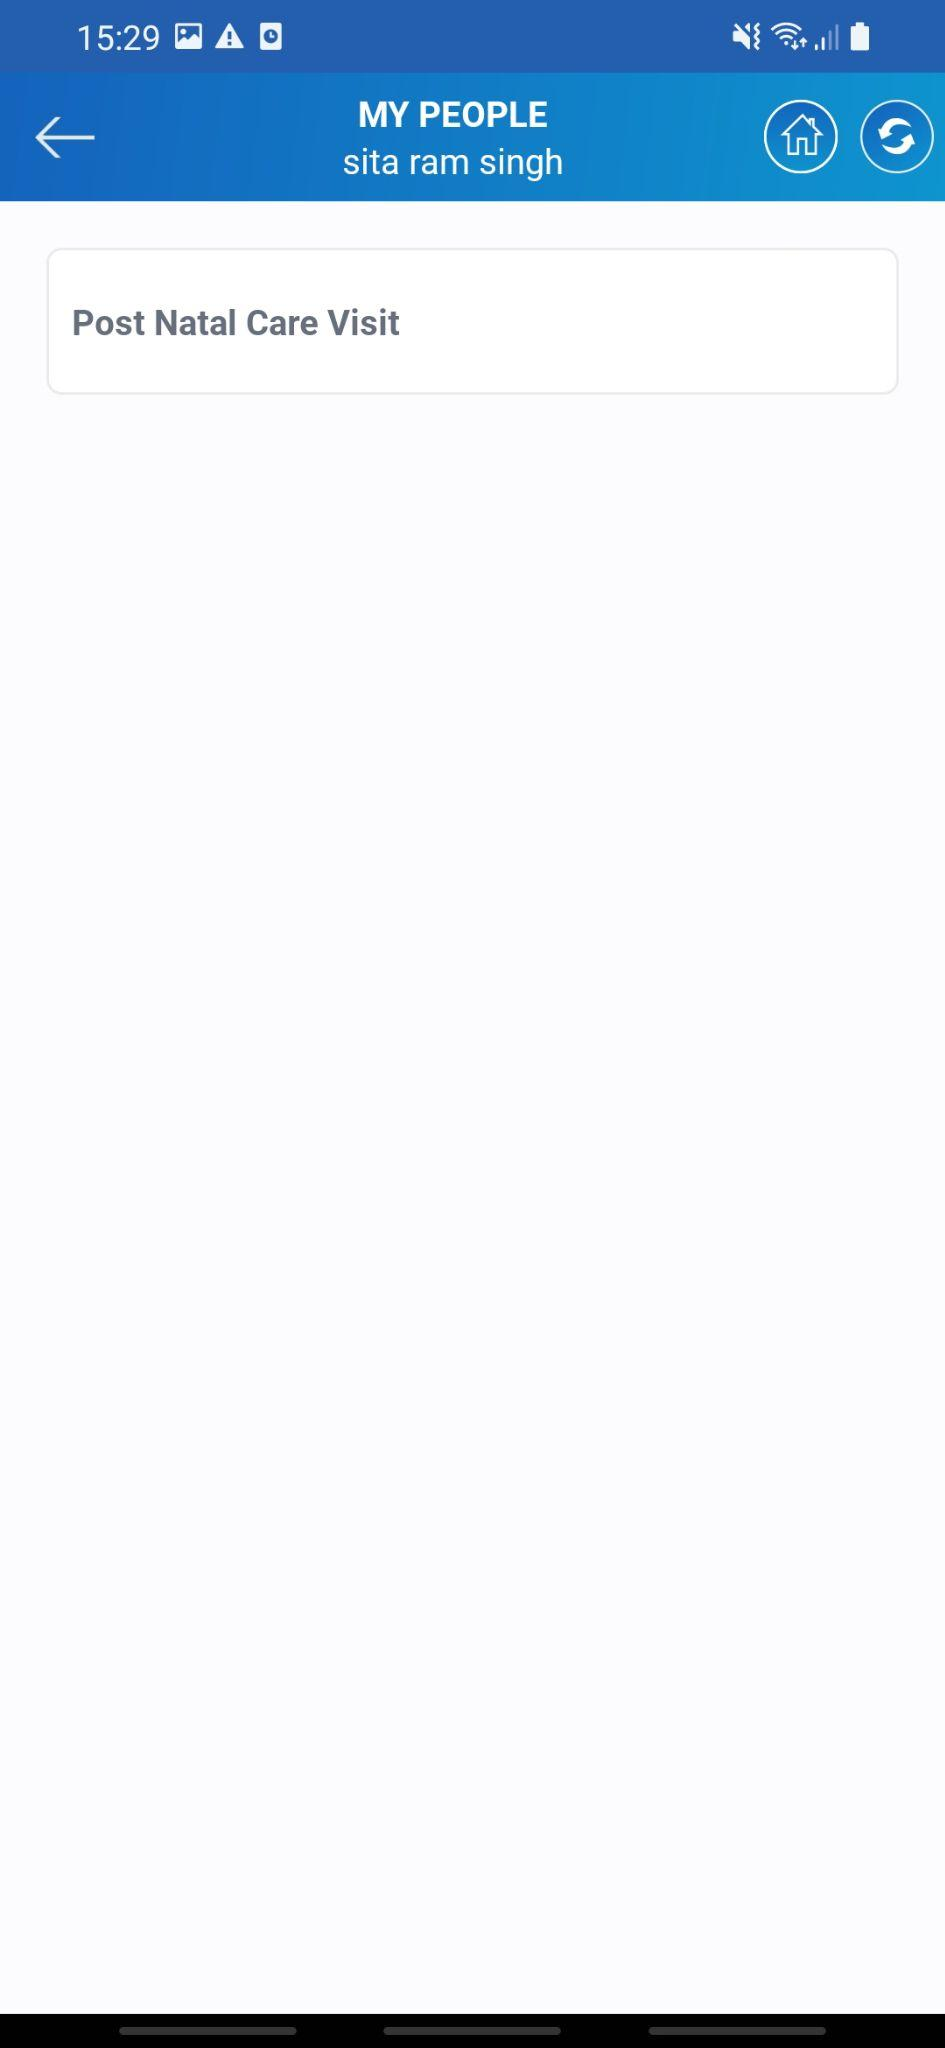 15:29
MY PEOPLE
sita ram singh
Post Natal Care Visit